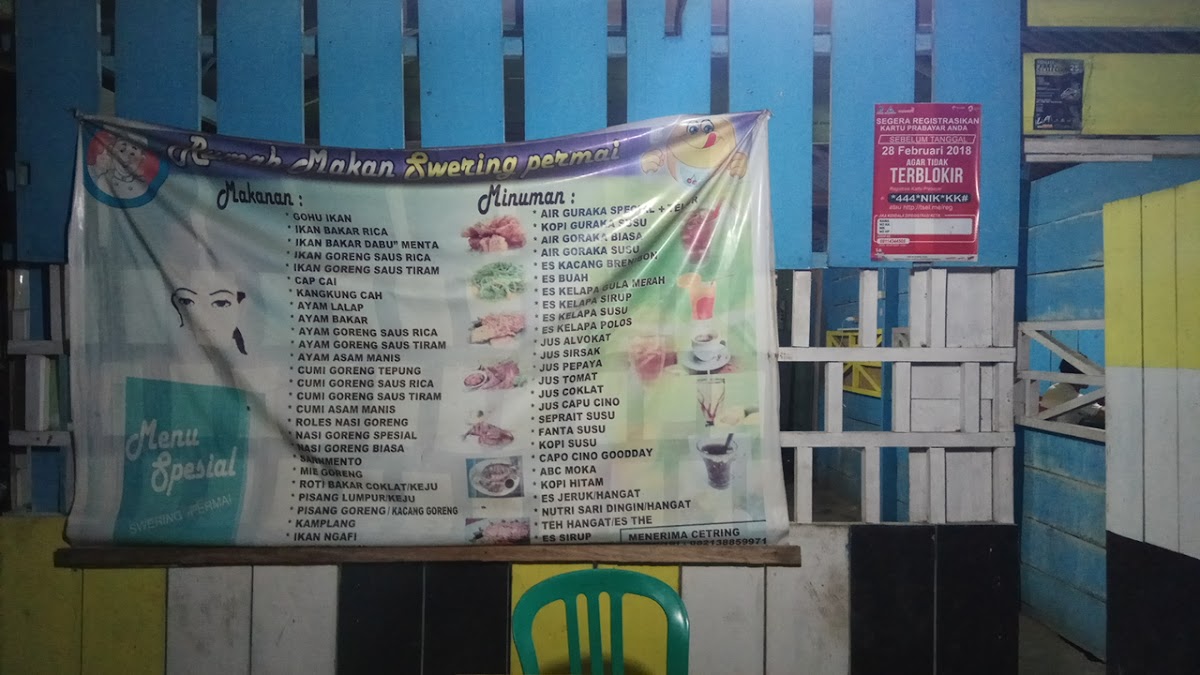 Rumah Makan Swering permai
Makanan :
* GOHU IKAN
* IKAN BAKAR RICA
* IKAN BAKAR DABU" MENTA
* IKAN GORENG SAUS RICA
* IKAN GORENG SAUS TIRAM
* CAP CAI
* KANGKUNG CAH
* AYAM LALAP
* AYAM BAKAR
* AYAM GORENG SAUS RICA
* AYAM GORENG SAUS TIRAM
* AYAM ASAM MANIS
* CUMI GORENG TEPUNG
* CUMI GORENG SAUS RICA
* CUMI GORENG SAUS TIRAM
* CUMI ASAM MANIS
* ROLES NASI GORENG
* NASI GORENG SPESIAL
* NASI GORENG BIASA
* MIE GORENG
* ROTI BAKAR COKLAT/KEJU
* PISANG LUMPUR/KEJU
* PISANG GORENG / KACANG GORENG
* KAMPLANG
* IKAN NGAFI
Minuman :
* AIR GURAKA SPECIAL + TELUR
* KOPI GURAKA SUSU
* AIR GORAKA BIASA
* AIR GORAKA SUSU
* ES KACANG BRENEBON
* ES BUAH
* ES KELAPA GULA MERAH
* ES KELAPA SIRUP
* ES KELAPA SUSU
* ES KELAPA POLOS
* JUS ALVOKAT
* JUS SIRSAK
* JUS PEPAYA
* JUS TOMAT
* JUS COKLAT
* JUS CAPU CINO
* SEPRAIT SUSU
* FANTA SUSU
* KOPI SUSU
* CAPO CINO GOODDAY
* ABC MOKA
* KOPI HITAM
* ES JERUK/HANGAT
* NUTRI SARI DINGIN/HANGAT
* TEH HANGAT/ES THE
* ES SIRUP
MENERIMA CETRING
Menu
Spesial
SWERING PERMAI
SEGERA REGISTRASIKAN
KARTU PRABAYAR ANDA
SEBELUM TANGGAL
28 Februari 2018
AGAR TIDAK
TERBLOKIR
*444*NIK*KK#